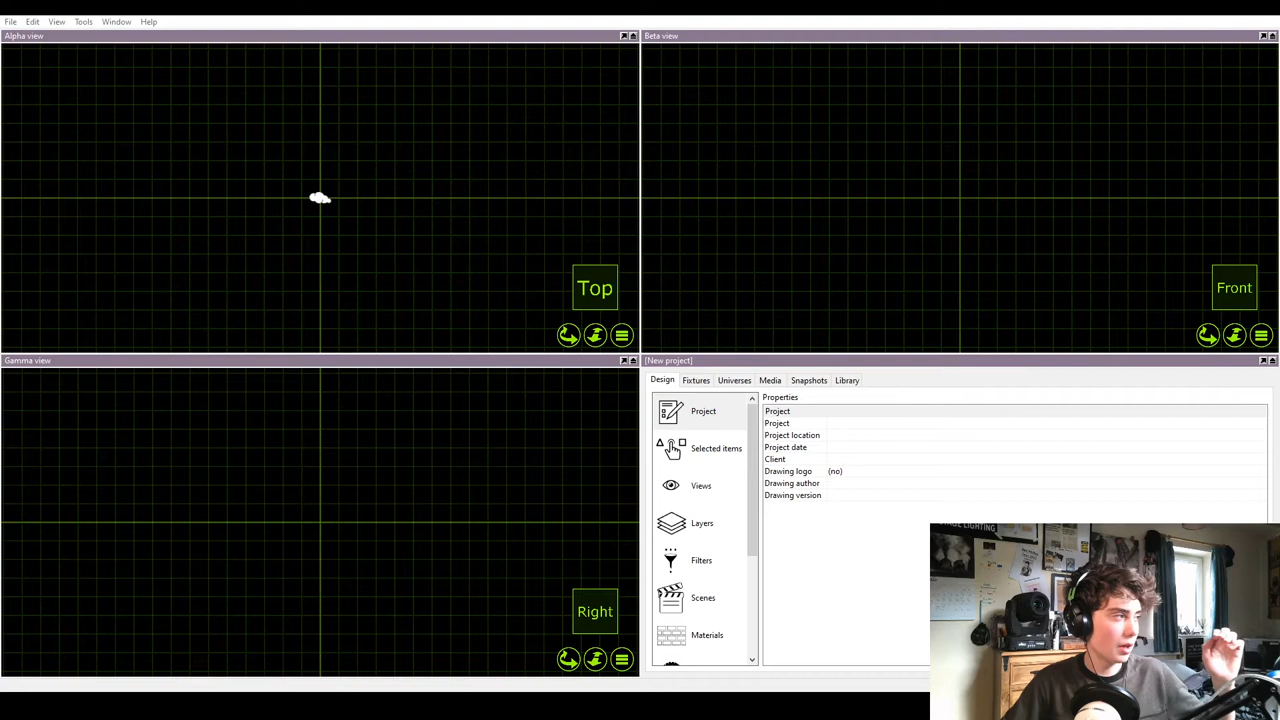 File Edit View Tools Window Help
Alpha view
Beta view
Top
Front
Gamma view
[New project]
Design Fixtures Universes Media Snapshots Library
Project
Selected items
Views
Layers
Filters
Scenes
Materials
Properties
Project
Project
Project location
Project date
Client
Drawing logo (no)
Drawing author
Drawing version
Right
LIGHTING